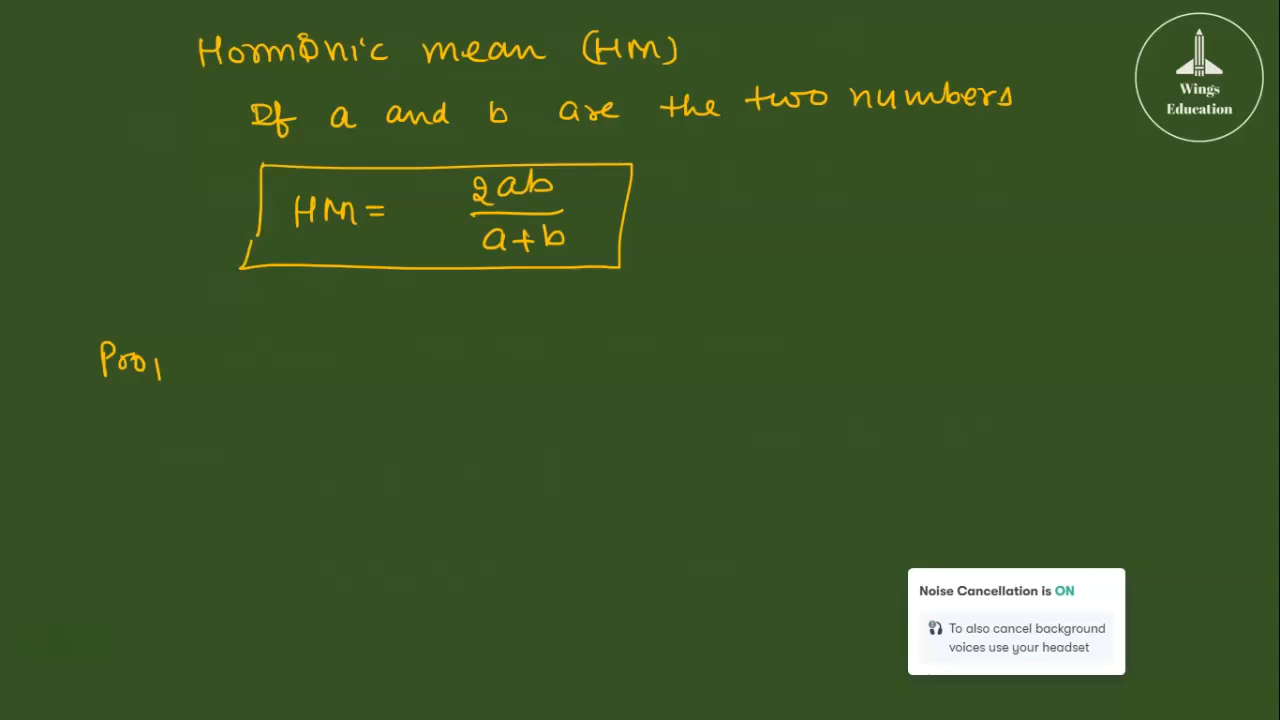 Hormonic mean (HM)
If a and b are the two numbers
HM = 2ab / a+b
Proo
Wings
Education
Noise Cancellation is ON
To also cancel background
voices use your headset